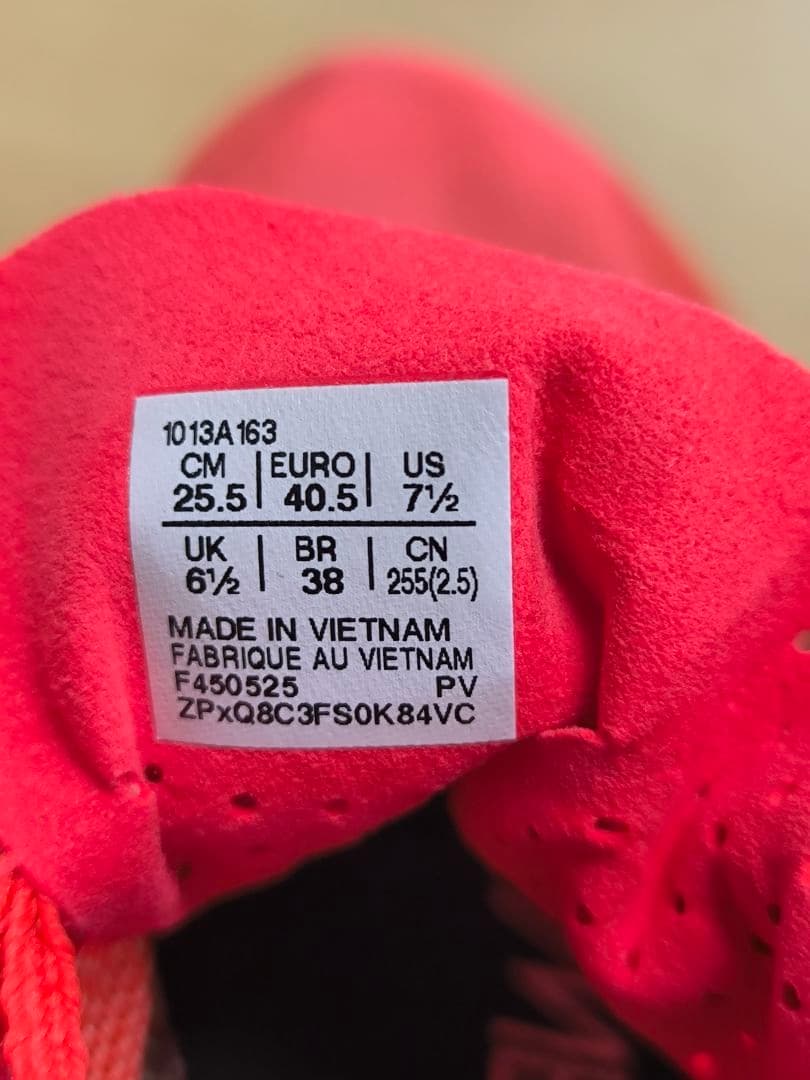 1013A163
CM | EURO | US
25.5 | 40.5 | 7½
UK | BR | CN
6½ | 38 | 255(2.5)
MADE IN VIETNAM
FABRIQUE AU VIETNAM
F450525 PV
ZPxQ8C3FS0K84VC